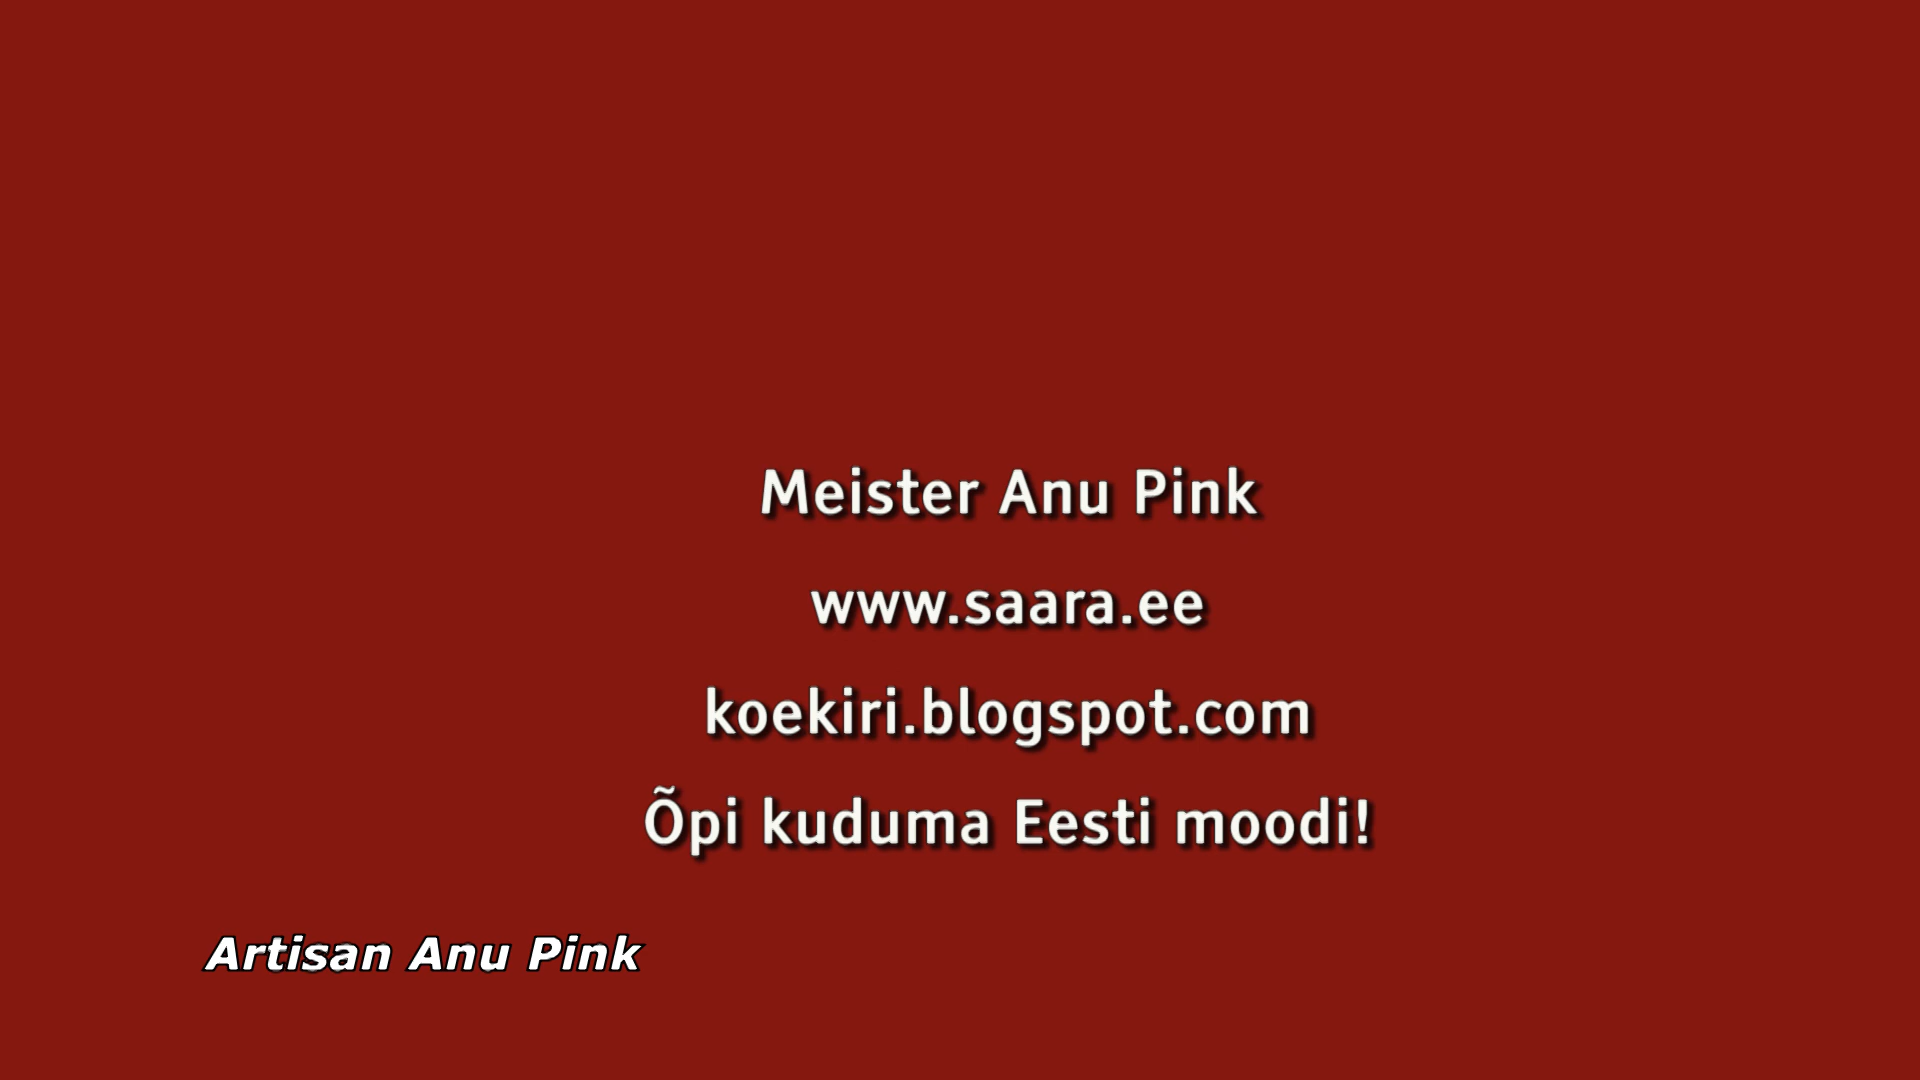 Meister Anu Pink
www.saara.ee
koekiri.blogspot.com
Õpi kuduma Eesti moodi!
Artisan Anu Pink